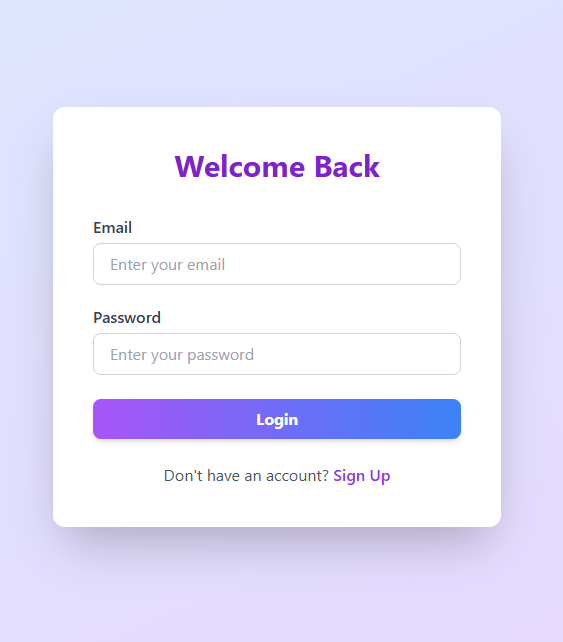 Welcome Back
Email
Enter your email
Password
Enter your password
Login
Don't have an account? Sign Up